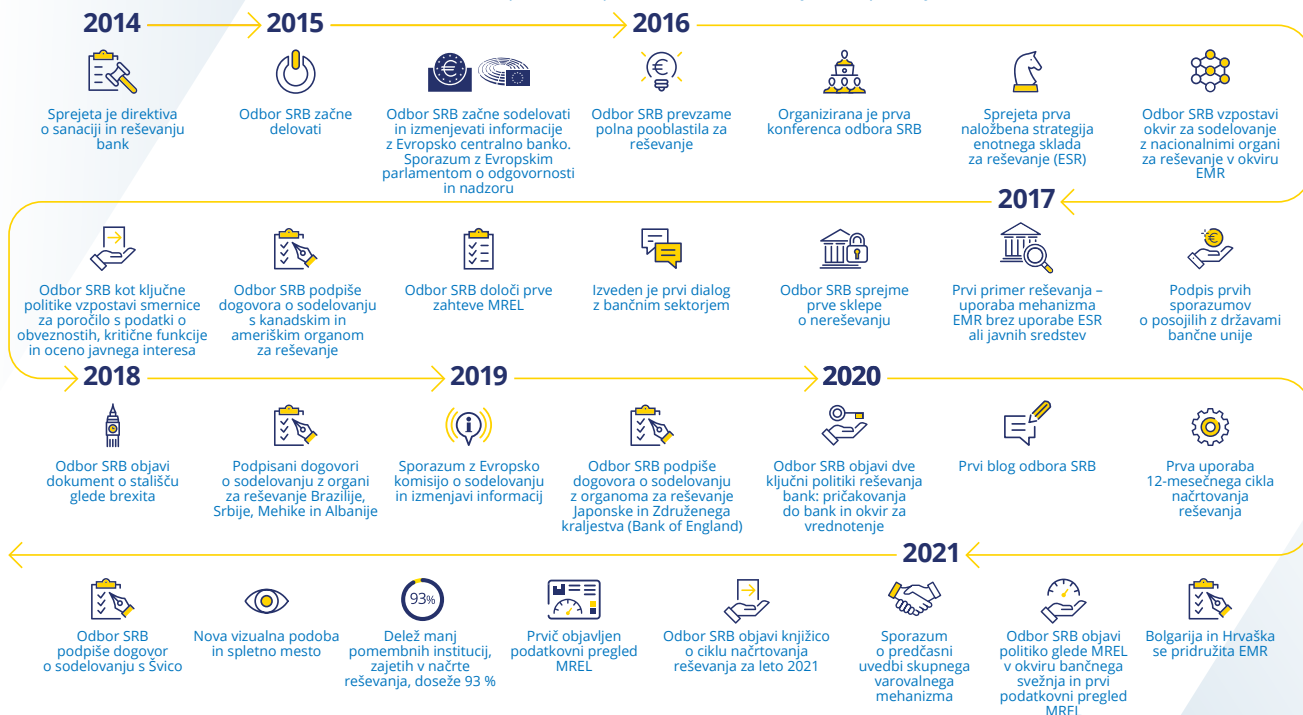 2014
2015
2016
Sprejeta je direktiva
o sanaciji in reševanju
bank
Odbor SRB začne
delovati
Odbor SRB začne sodelovati
in izmenjevati informacije
z Evropsko centralno banko.
Sporazum z Evropskim
parlamentom o odgovornosti
in nadzoru
Odbor SRB prevzame
polna pooblastila za
reševanje
Organizirana je prva
konferenca odbora SRB
Sprejeta prva
naložbena strategija
enotnega sklada
za reševanje (ESR)
Odbor SRB vzpostavi
okvir za sodelovanje
z nacionalnimi organi
za reševanje v okviru
EMR
2017
Odbor SRB kot ključne
politike vzpostavi smernice
za poročilo s podatki o
obveznostih, kritične funkcije
in oceno javnega interesa
Odbor SRB podpiše
dogovora o sodelovanju
s kanadskim in
ameriškim organom
za reševanje
Odbor SRB določi prve
zahteve MREL
Izveden je prvi dialog
z bančnim sektorjem
Odbor SRB sprejme
prve sklepe
o nereševanju
Prvi primer reševanja –
uporaba mehanizma
EMR brez uporabe ESR
ali javnih sredstev
Podpis prvih
sporazumov
o posojilih z državami
bančne unije
2018
2019
2020
Odbor SRB objavi
dokument o stališču
glede brexita
Podpisani dogovori
o sodelovanju z organi
za reševanje Brazilije,
Srbije, Mehike in Albanije
Sporazum z Evropsko
komisijo o sodelovanju
in izmenjavi informacij
Odbor SRB podpiše
dogovora o sodelovanju
z organoma za reševanje
Japonske in Združenega
kraljestva (Bank of England)
Odbor SRB objavi dve
ključni politiki reševanja
bank: pričakovanja
do bank in okvir za
vrednotenje
Prvi blog odbora SRB
Prva uporaba
12-mesečnega cikla
načrtovanja
reševanja
2021
Odbor SRB
podpiše dogovor
o sodelovanju s Švico
Nova vizualna podoba
in spletno mesto
93%
Delež manj
pomembnih institucij,
zajetih v načrte
reševanja, doseže 93 %
Prvič objavljen
podatkovni pregled
MREL
Odbor SRB objavi knjižico
o ciklu načrtovanja
reševanja za leto 2021
Sporazum
o predčasni
uvedbi skupnega
varovalnega
mehanizma
Odbor SRB objavi
politiko glede MREL
v okviru bančnega
svežnja in prvi
podatkovni pregled
MREL
Bolgarija in Hrvaška
se pridružita EMR